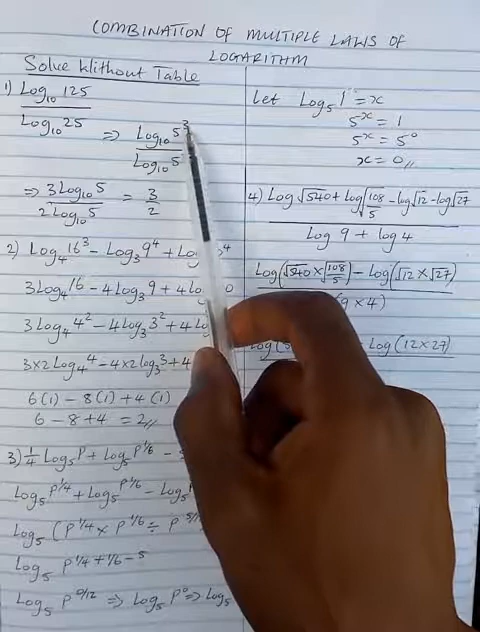 COMBINATION OF MULTIPLE LAWS OF
LOGARITHM
Solve Without Table
1) Log₁₀ 125
Log₁₀ 25
⇒ Log₁₀ 5³
Log₁₀ 5
⇒ 3Log₁₀ 5 = 3
2Log₁₀ 5 2
2) Log₄ 16³ − Log₃ 9⁴ + Lo
3Log₄ 16 − 4Log₃ 9 + 4Lo
3Log₄ 4² − 4Log₃ 3² + 4Lo
3×2Log₄ 4 − 4×2Log₃ 3 + 4
6(1) − 8(1) + 4(1)
6 − 8 + 4 = 2//
3) ¼ Log₅ P + Log₅ P^1/6 −
Log₅ P^1/4 + Log₅ P^1/6 − Log₅
Log₅ (P^1/4 × P^1/6 ÷ P^5/
Log₅ P^1/4 + 1/6 − 5
Log₅ P^0/12 ⇒ Log₅ P⁰ ⇒ Log₅
Let Log₅ 1 = x
5ˣ = 1
5ˣ = 5⁰
x = 0//
4) Log √540 + Log √108/5 − Log √12 − Log √27
Log 9 + Log 4
Log(√540 × √108/5) − Log(√12 × √27)
(9 × 4)
Log(5
Log(12×27)